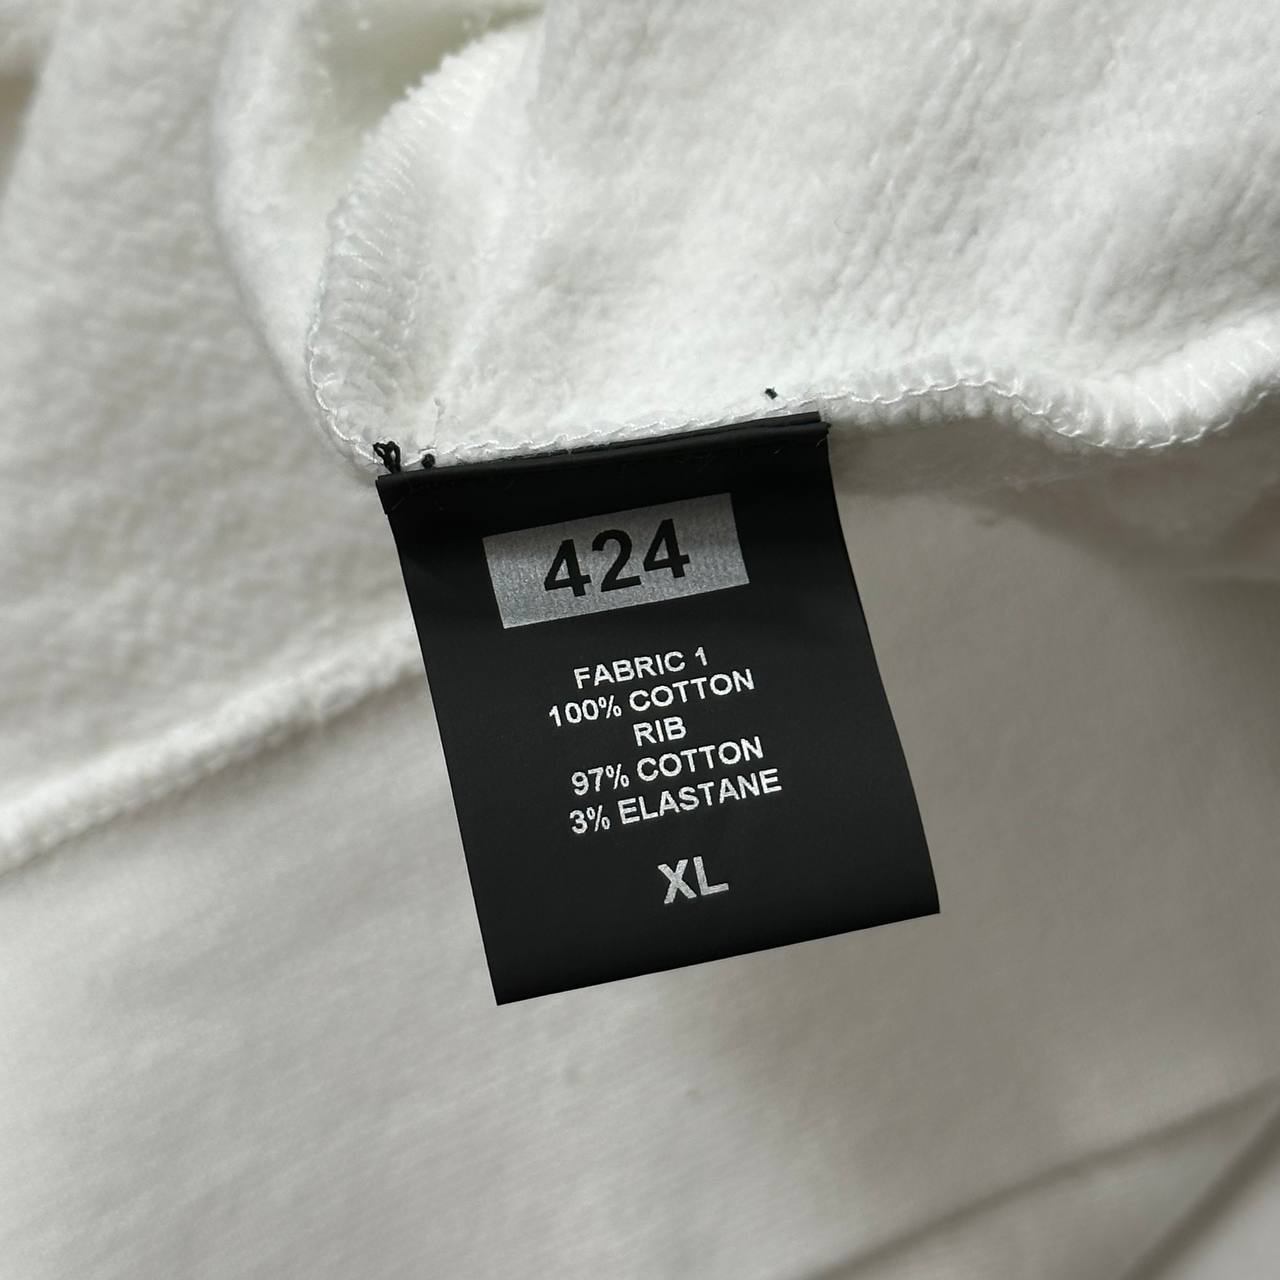 424
FABRIC 1
100% COTTON
RIB
97% COTTON
3% ELASTANE
XL